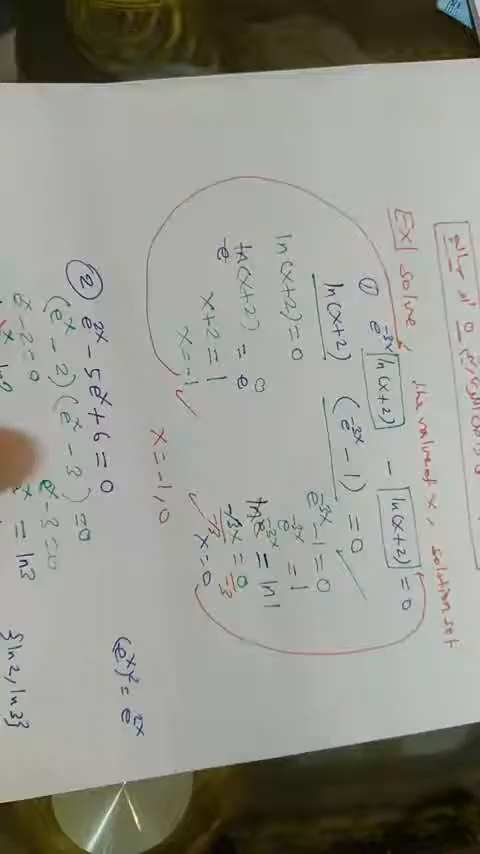 EX solve the value of x, solution set
① e^{-3x} ln(x+2) - ln(x+2) = 0
ln(x+2) (e^{-3x} - 1) = 0
ln(x+2) = 0
e^{ln(x+2)} = e^0
x+2 = 1
x = -1 ✓
e^{-3x} - 1 = 0
e^{-3x} = 1
ln e^{-3x} = ln 1
-3x/-3 = 0/-3
x = 0
x = -1, 0
② e^{2x} - 5e^x + 6 = 0
(e^x)^2 = e^{2x}
(e^x - 2)(e^x - 3) = 0
e^x - 2 = 0
e^x - 3 = 0
x = ln3
{ln2, ln3}